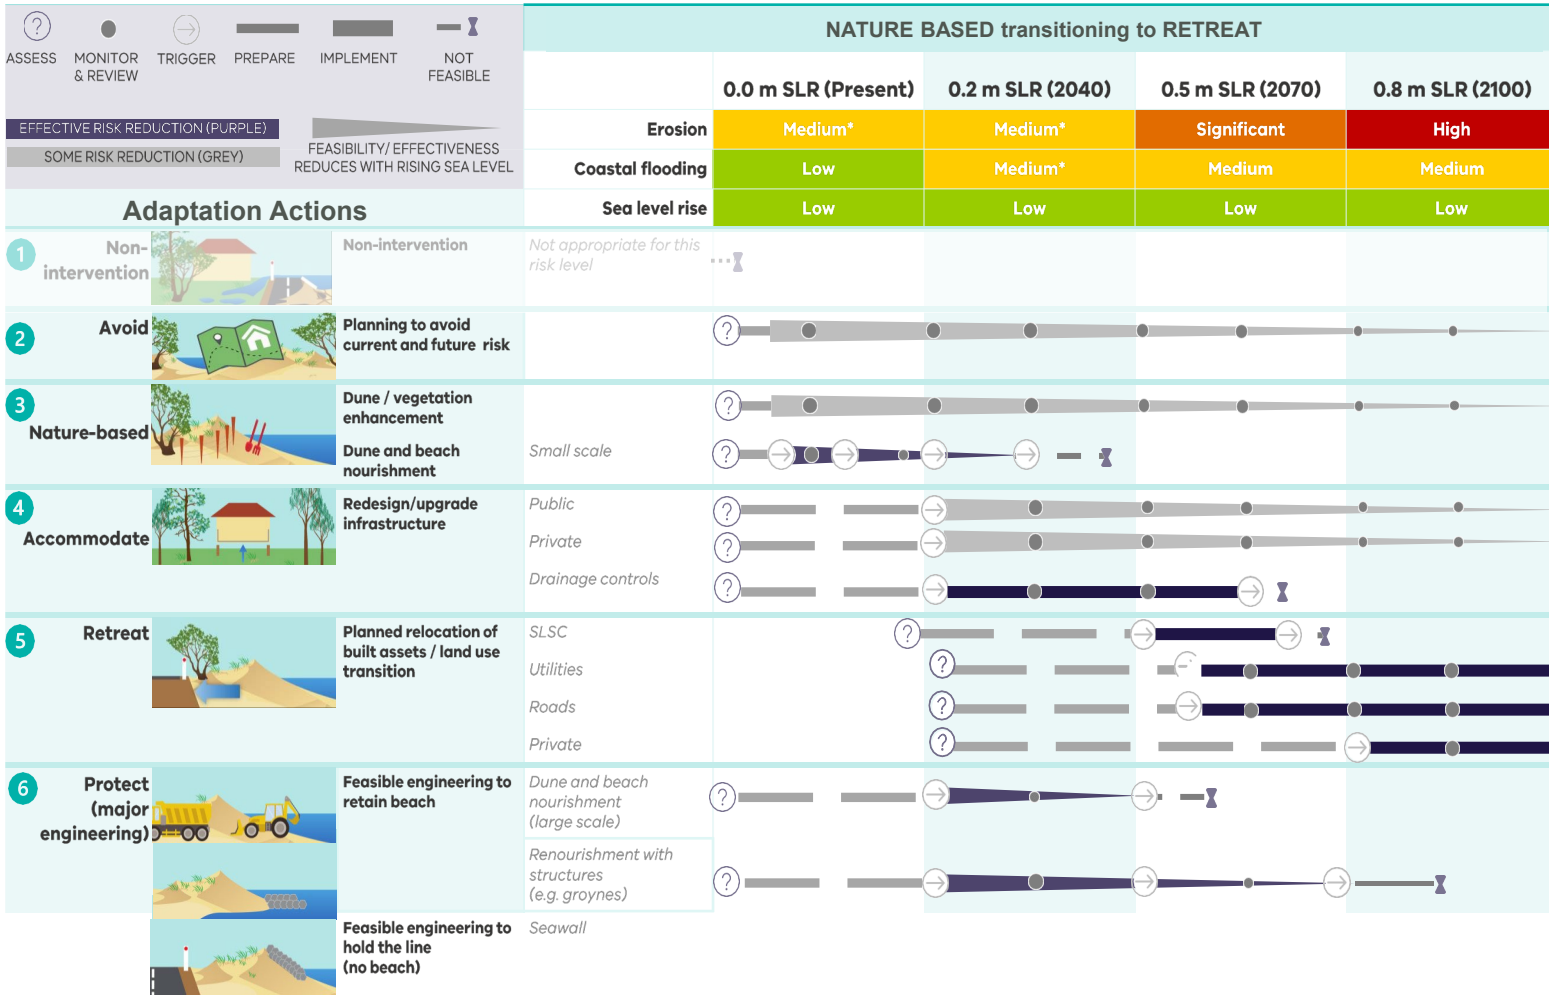 ?
ASSESS
MONITOR
& REVIEW
TRIGGER
PREPARE
IMPLEMENT
NOT
FEASIBLE
EFFECTIVE RISK REDUCTION (PURPLE)
SOME RISK REDUCTION (GREY)
FEASIBILITY/ EFFECTIVENESS
REDUCES WITH RISING SEA LEVEL
Adaptation Actions
NATURE BASED transitioning to RETREAT
0.0 m SLR (Present)
0.2 m SLR (2040)
0.5 m SLR (2070)
0.8 m SLR (2100)
Erosion
Medium*
Medium*
Significant
High
Coastal flooding
Low
Medium*
Medium
Medium
Sea level rise
Low
Low
Low
Low
1
Non-
intervention
Non-intervention
Not appropriate for this
risk level
2
Avoid
Planning to avoid
current and future risk
?
3
Nature-based
Dune / vegetation
enhancement
?
Dune and beach
nourishment
Small scale
?
4
Accommodate
Redesign/upgrade
infrastructure
Public
?
Private
?
Drainage controls
?
5
Retreat
Planned relocation of
built assets / land use
transition
SLSC
?
Utilities
?
Roads
?
Private
?
6
Protect
(major
engineering)
Feasible engineering to
retain beach
Dune and beach
nourishment
(large scale)
?
Renourishment with
structures
(e.g. groynes)
?
Feasible engineering to
hold the line
(no beach)
Seawall